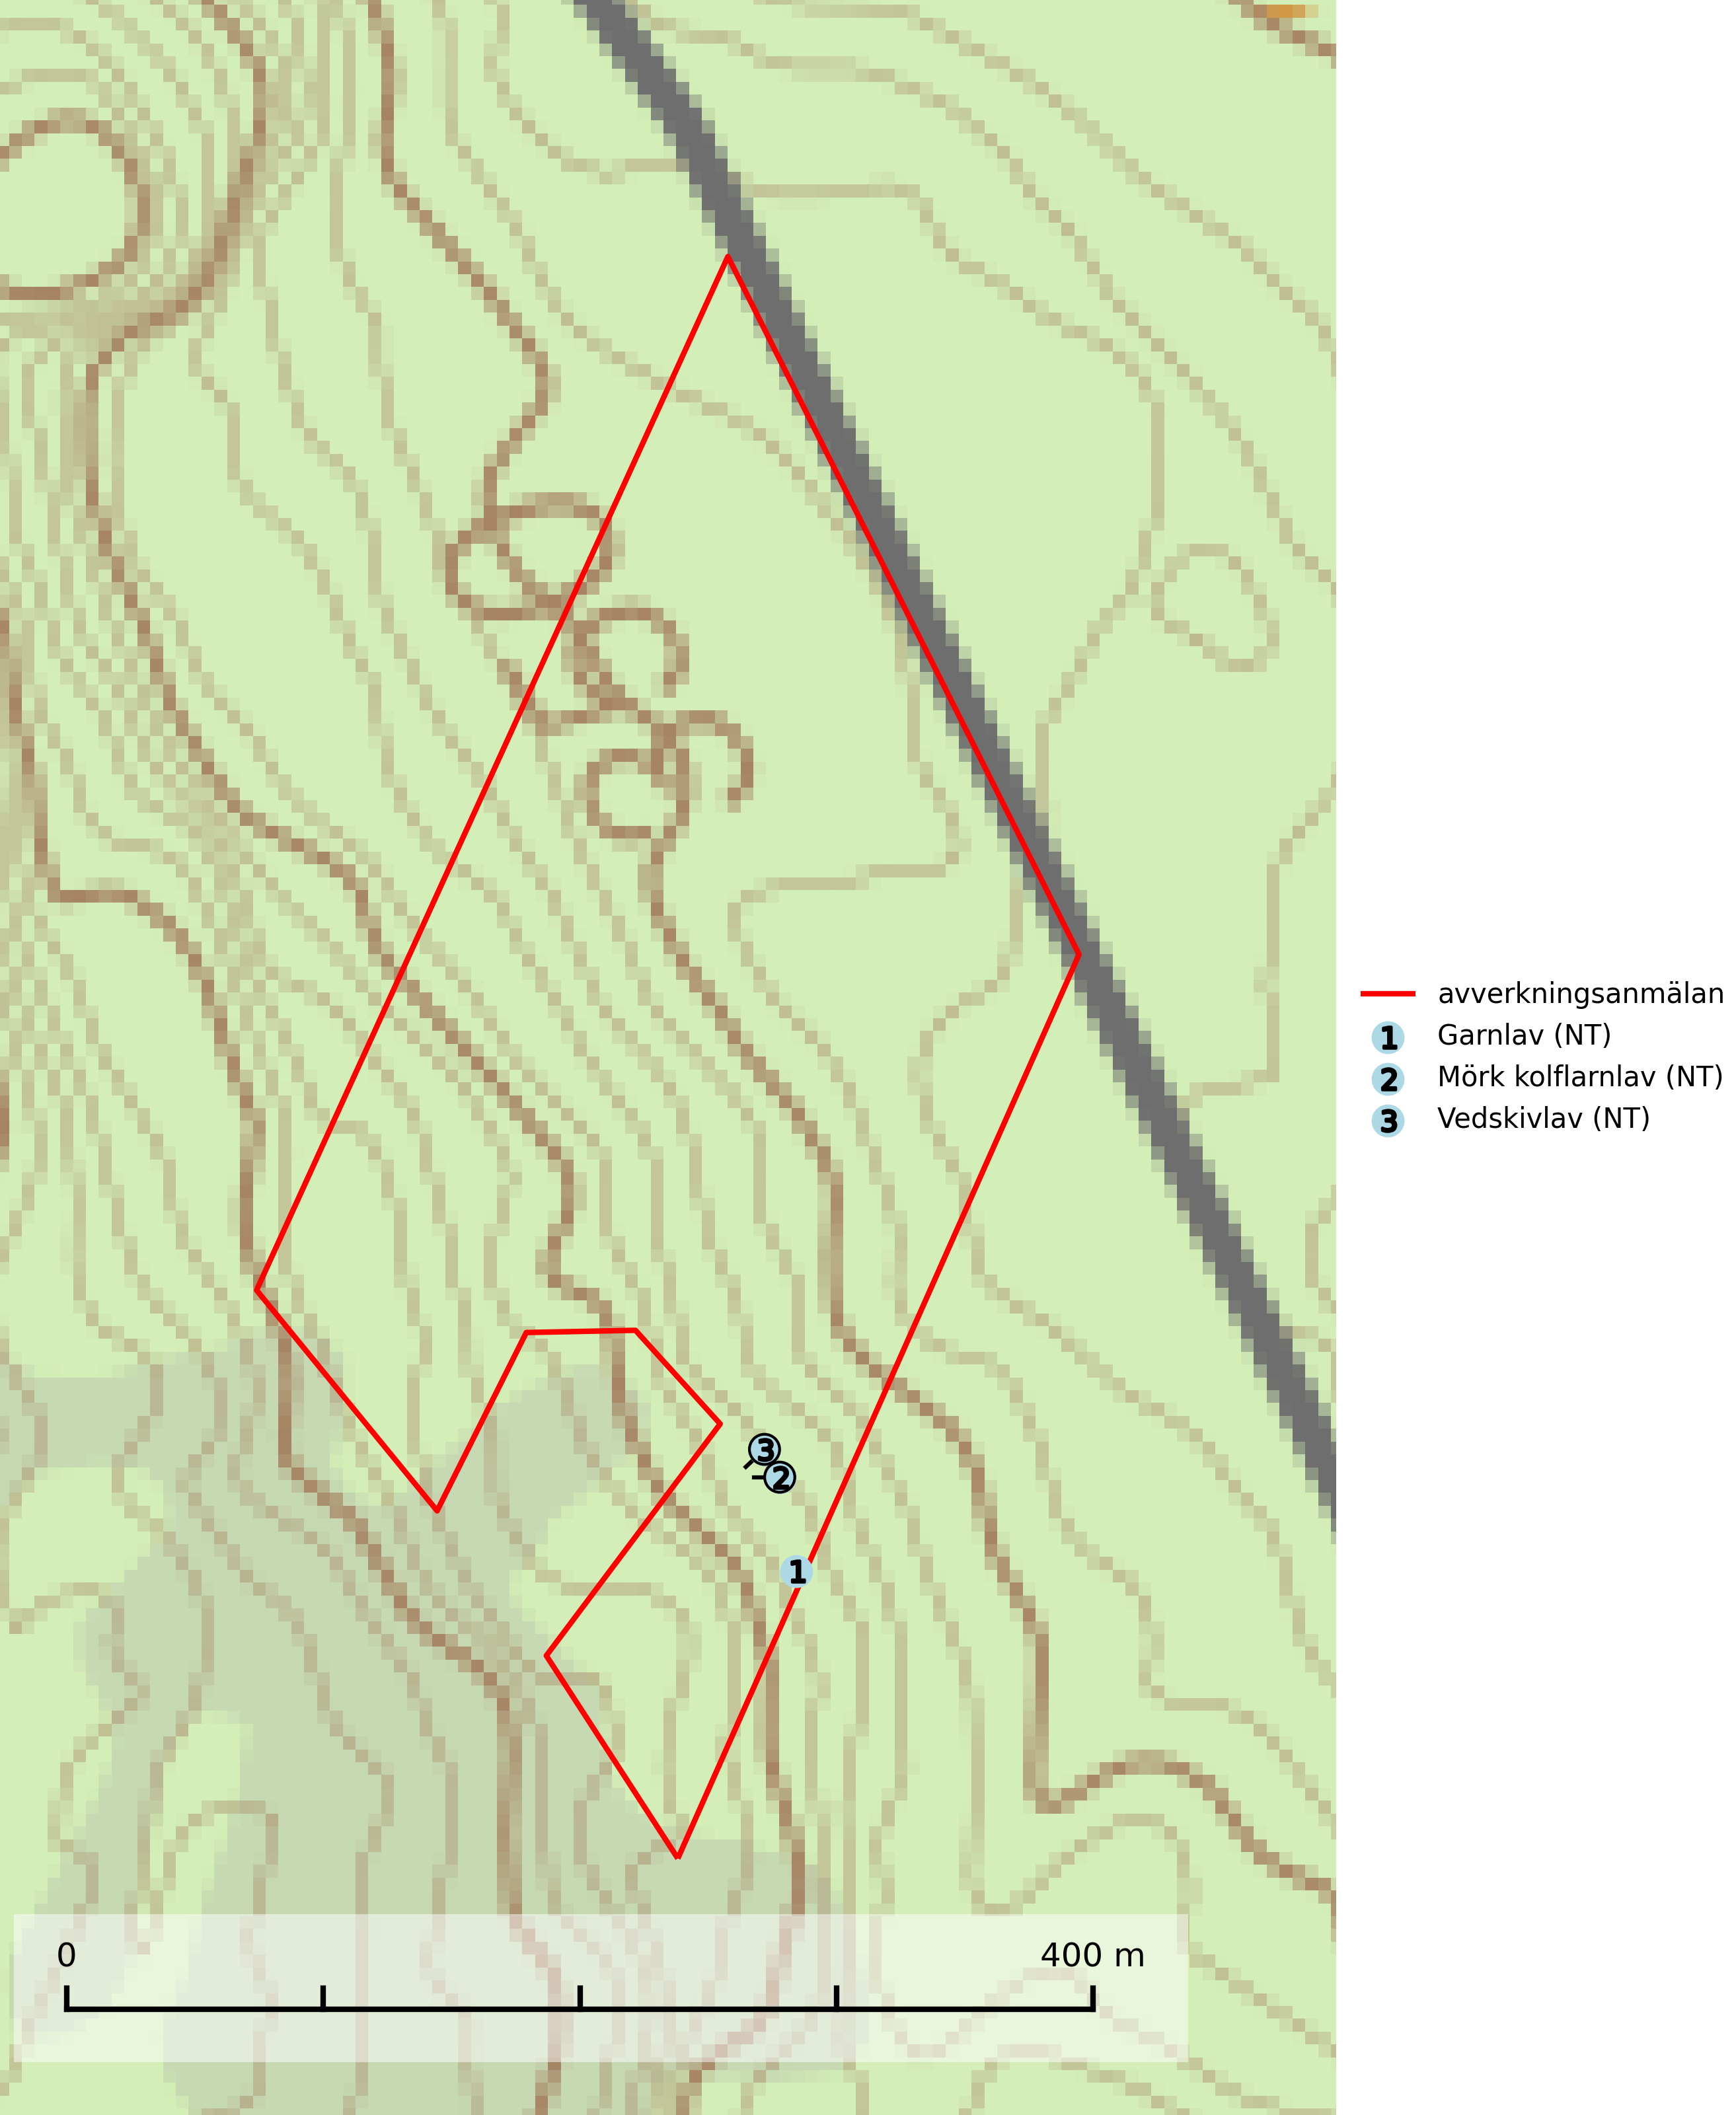 3
2
1
0 400 m
avverkningsanmälan
1 Garnlav (NT)
2 Mörk kolflarnlav (NT)
3 Vedskivlav (NT)